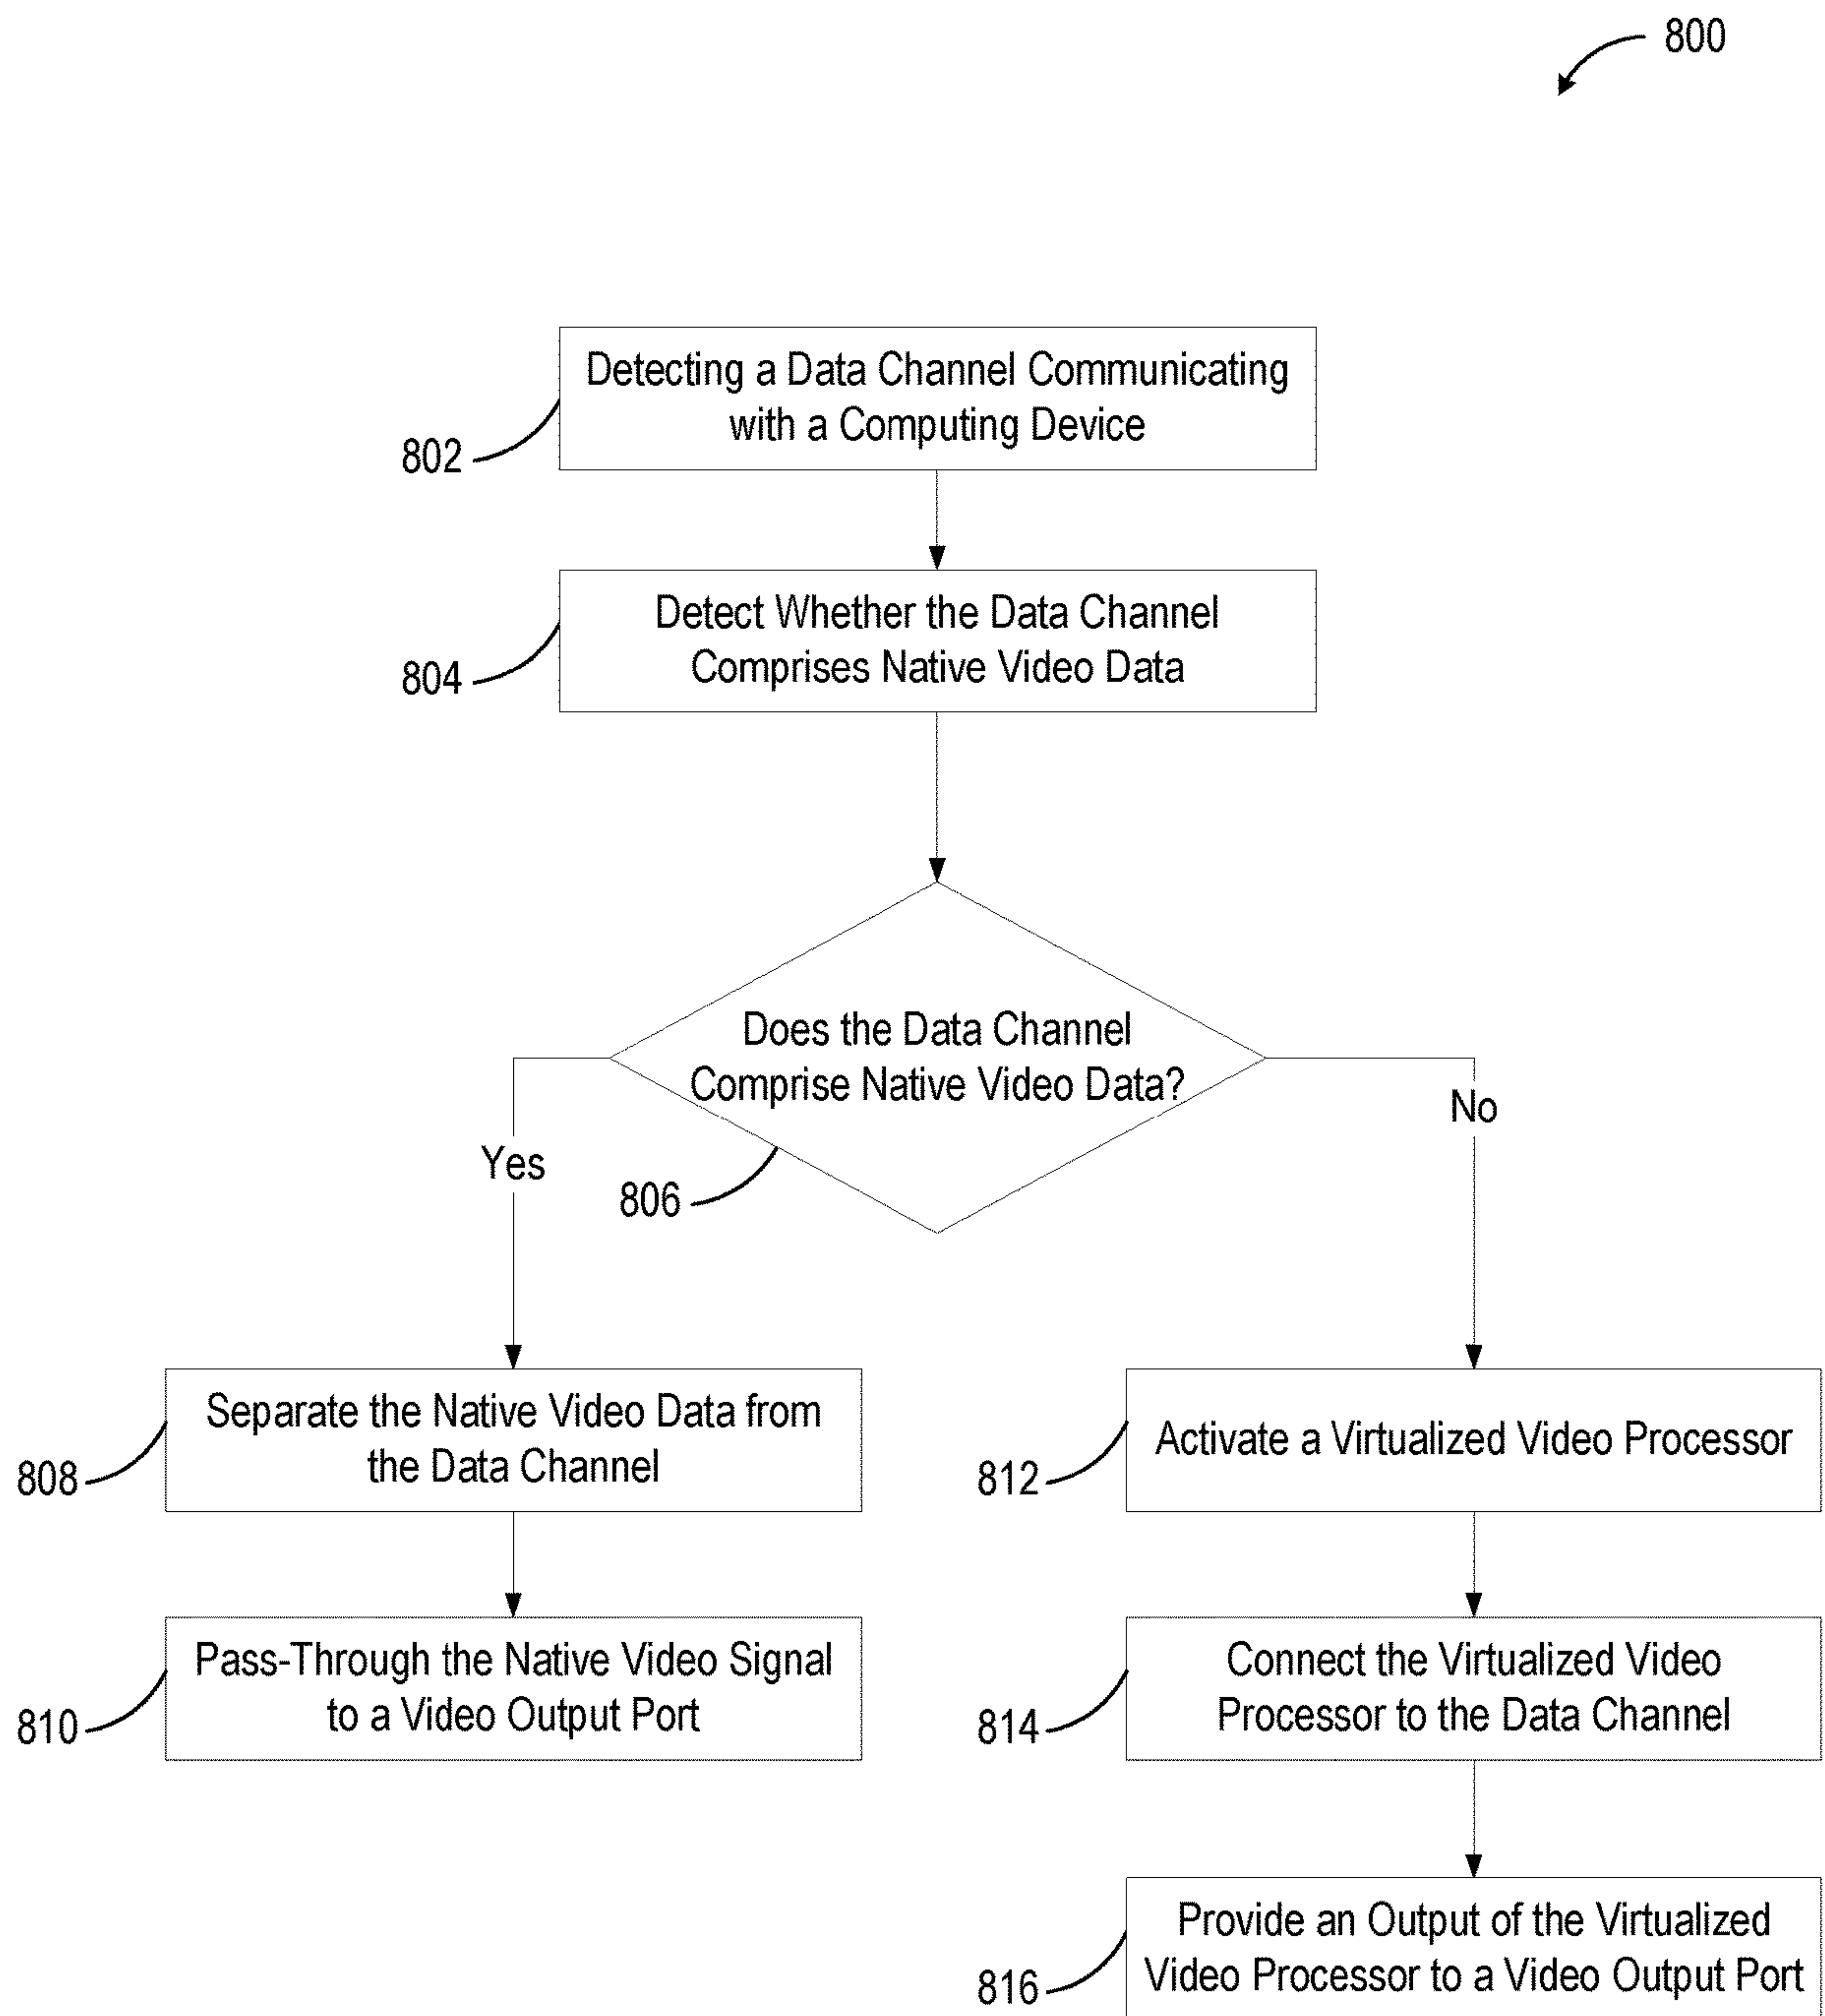 800
Detecting a Data Channel Communicating
with a Computing Device
802
Detect Whether the Data Channel
Comprises Native Video Data
804
Does the Data Channel
Comprise Native Video Data?
806
Yes
No
Separate the Native Video Data from
the Data Channel
808
Pass-Through the Native Video Signal
to a Video Output Port
810
Activate a Virtualized Video Processor
812
Connect the Virtualized Video
Processor to the Data Channel
814
Provide an Output of the Virtualized
Video Processor to a Video Output Port
816